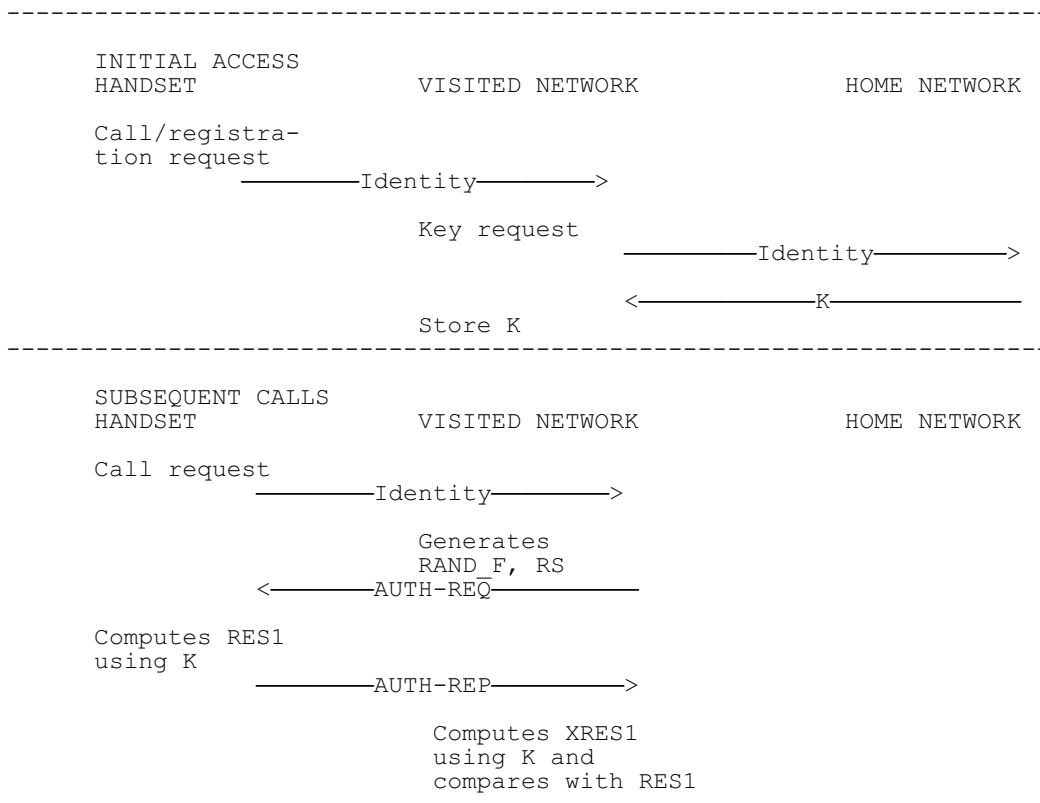 INITIAL ACCESS
HANDSET VISITED NETWORK HOME NETWORK
Call/registra-
tion request
Identity
Key request
Identity
K
Store K
SUBSEQUENT CALLS
HANDSET VISITED NETWORK HOME NETWORK
Call request
Identity
Generates
RAND_F, RS
AUTH-REQ
Computes RES1
using K
AUTH-REP
Computes XRES1
using K and
compares with RES1